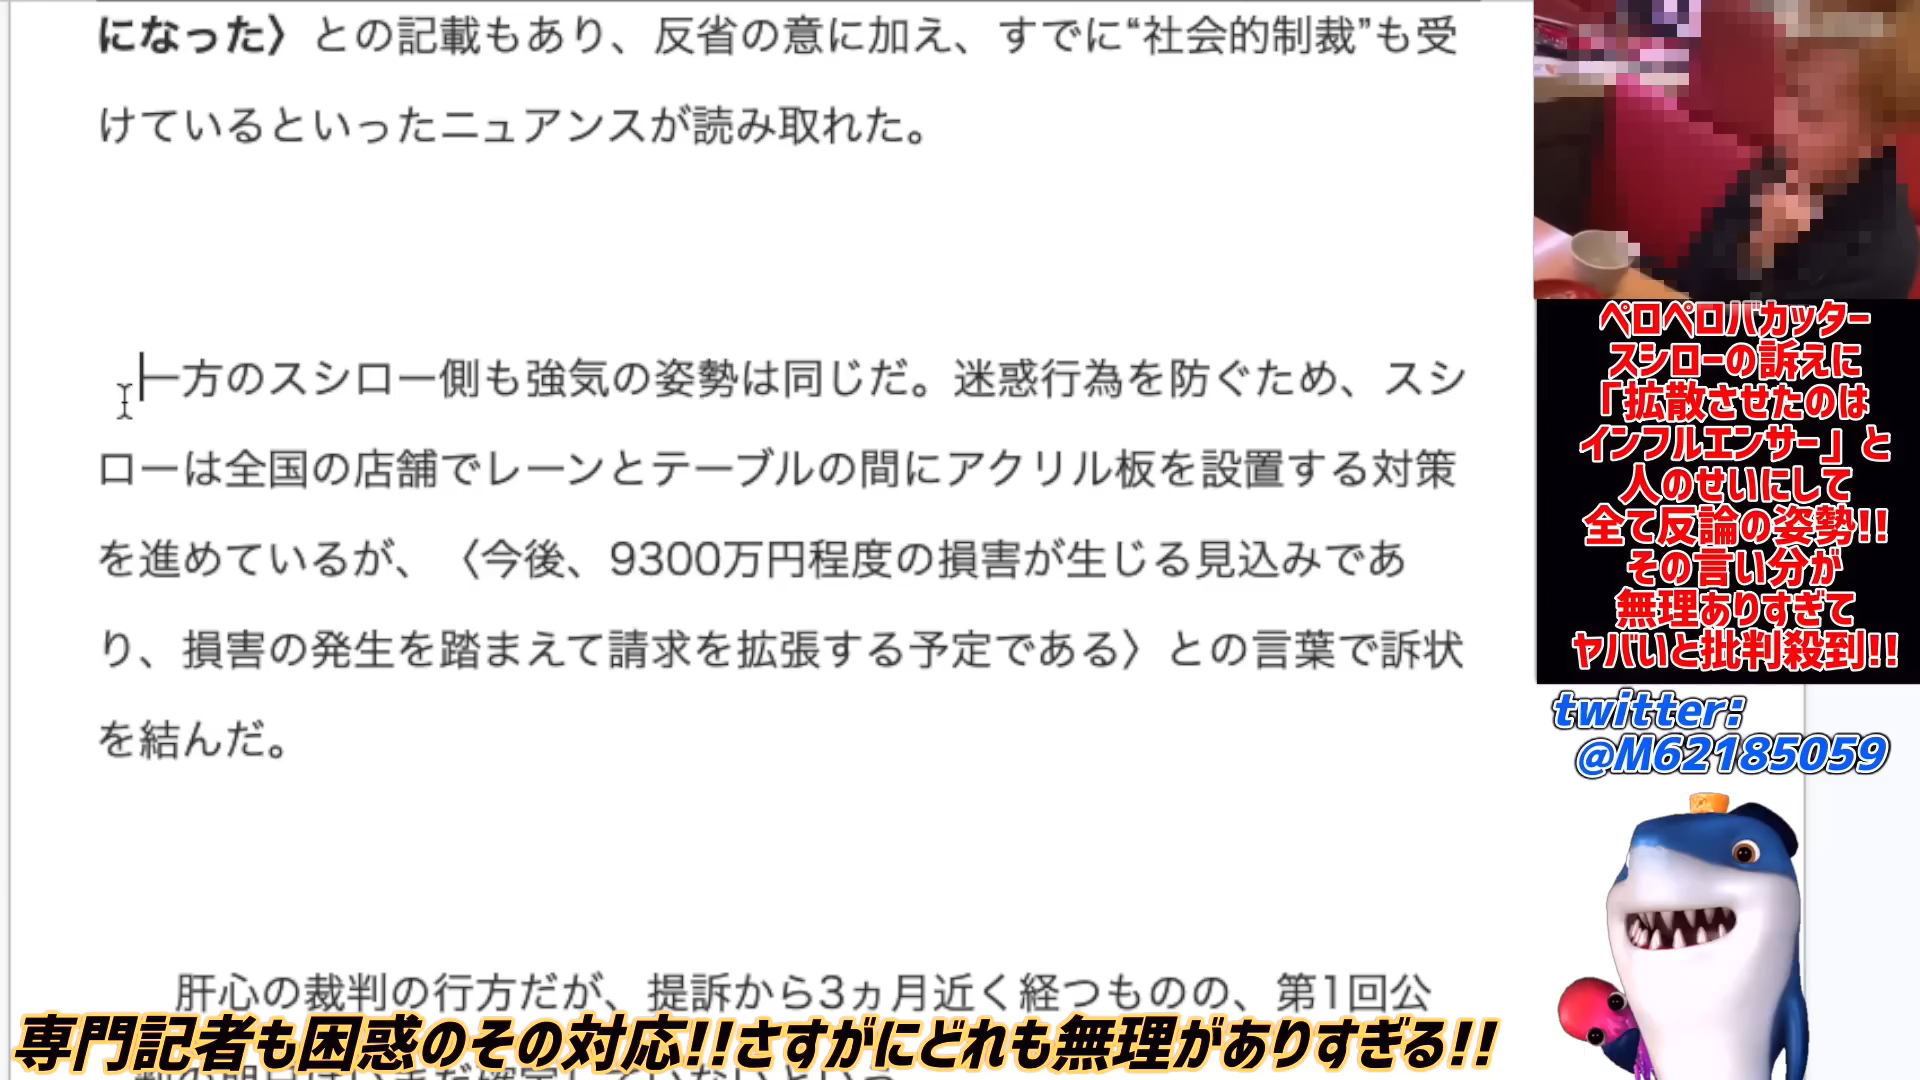 になった〉との記載もあり、反省の意に加え、すでに“社会的制裁”も受
けているといったニュアンスが読み取れた。
一方のスシロー側も強気の姿勢は同じだ。迷惑行為を防ぐため、スシ
ローは全国の店舗でレーンとテーブルの間にアクリル板を設置する対策
を進めているが、〈今後、9300万円程度の損害が生じる見込みであ
り、損害の発生を踏まえて請求を拡張する予定である〉との言葉で訴状
を結んだ。
肝心の裁判の行方だが、提訴から3ヵ月近く経つものの、第1回公
専門記者も困惑のその対応!!さすがにどれも無理がありすぎる!!
ペロペロバカッター
スシローの訴えに
「拡散させたのは
インフルエンサー」と
人のせいにして
全て反論の姿勢!!
その言い分が
無理ありすぎて
ヤバいと批判殺到!!
twitter:
@M62185059